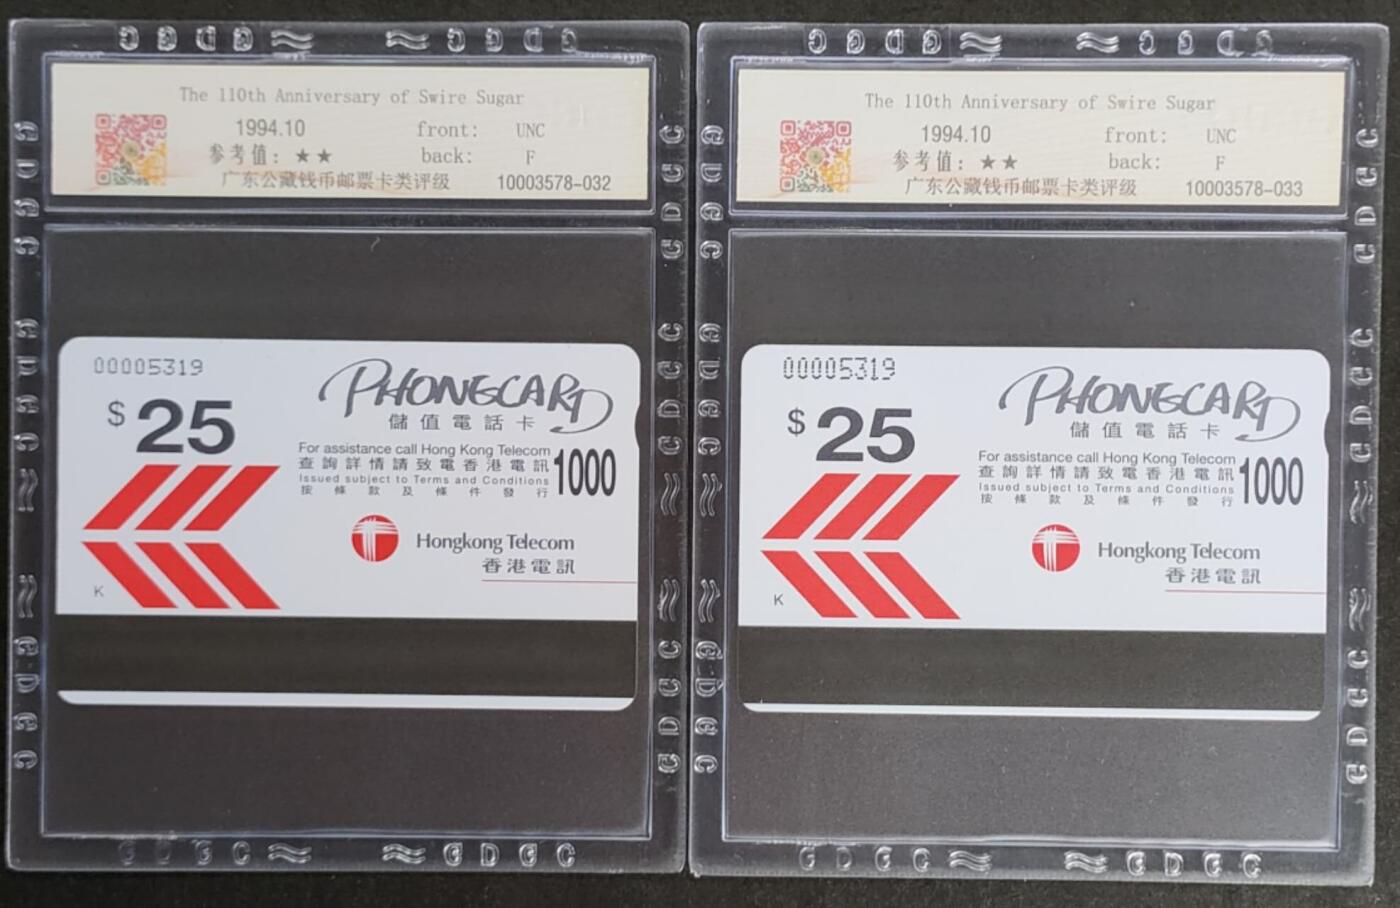 The 110th Anniversary of Swire Sugar
1994.10 front: UNC
参考值：★★ back: F
广东公藏钱币邮票卡类评级 10003578-032
00005319
$25
PHONECARD
儲值電話卡
For assistance call Hong Kong Telecom
查詢詳情請致電香港電訊
Issued subject to Terms and Conditions
按條款及條件發行
1000
Hongkong Telecom
香港電訊
K
The 110th Anniversary of Swire Sugar
1994.10 front: UNC
参考值：★★ back: F
广东公藏钱币邮票卡类评级 10003578-033
00005319
$25
PHONECARD
儲值電話卡
For assistance call Hong Kong Telecom
查詢詳情請致電香港電訊
Issued subject to Terms and Conditions
按條款及條件發行
1000
Hongkong Telecom
香港電訊
K
GDGC
GDGC
GDGC
GDGC